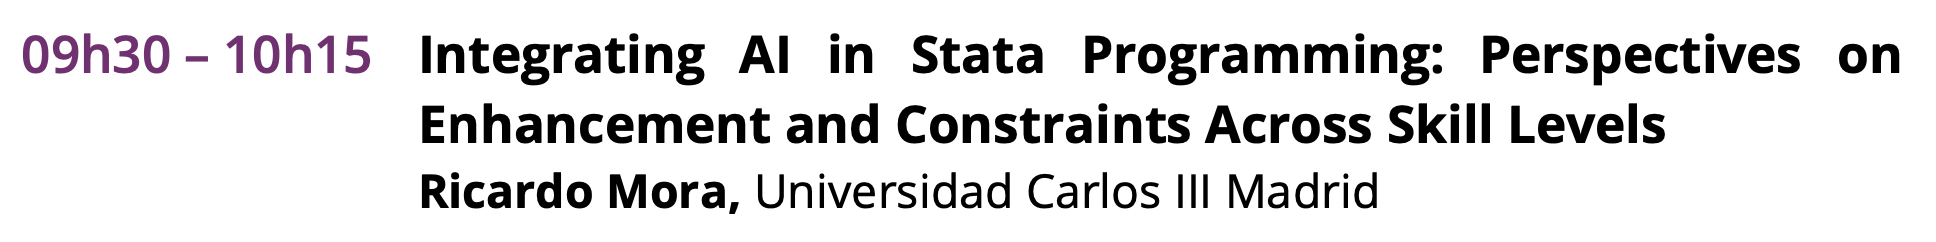 09h30 – 10h15 Integrating AI in Stata Programming: Perspectives on
Enhancement and Constraints Across Skill Levels
Ricardo Mora, Universidad Carlos III Madrid